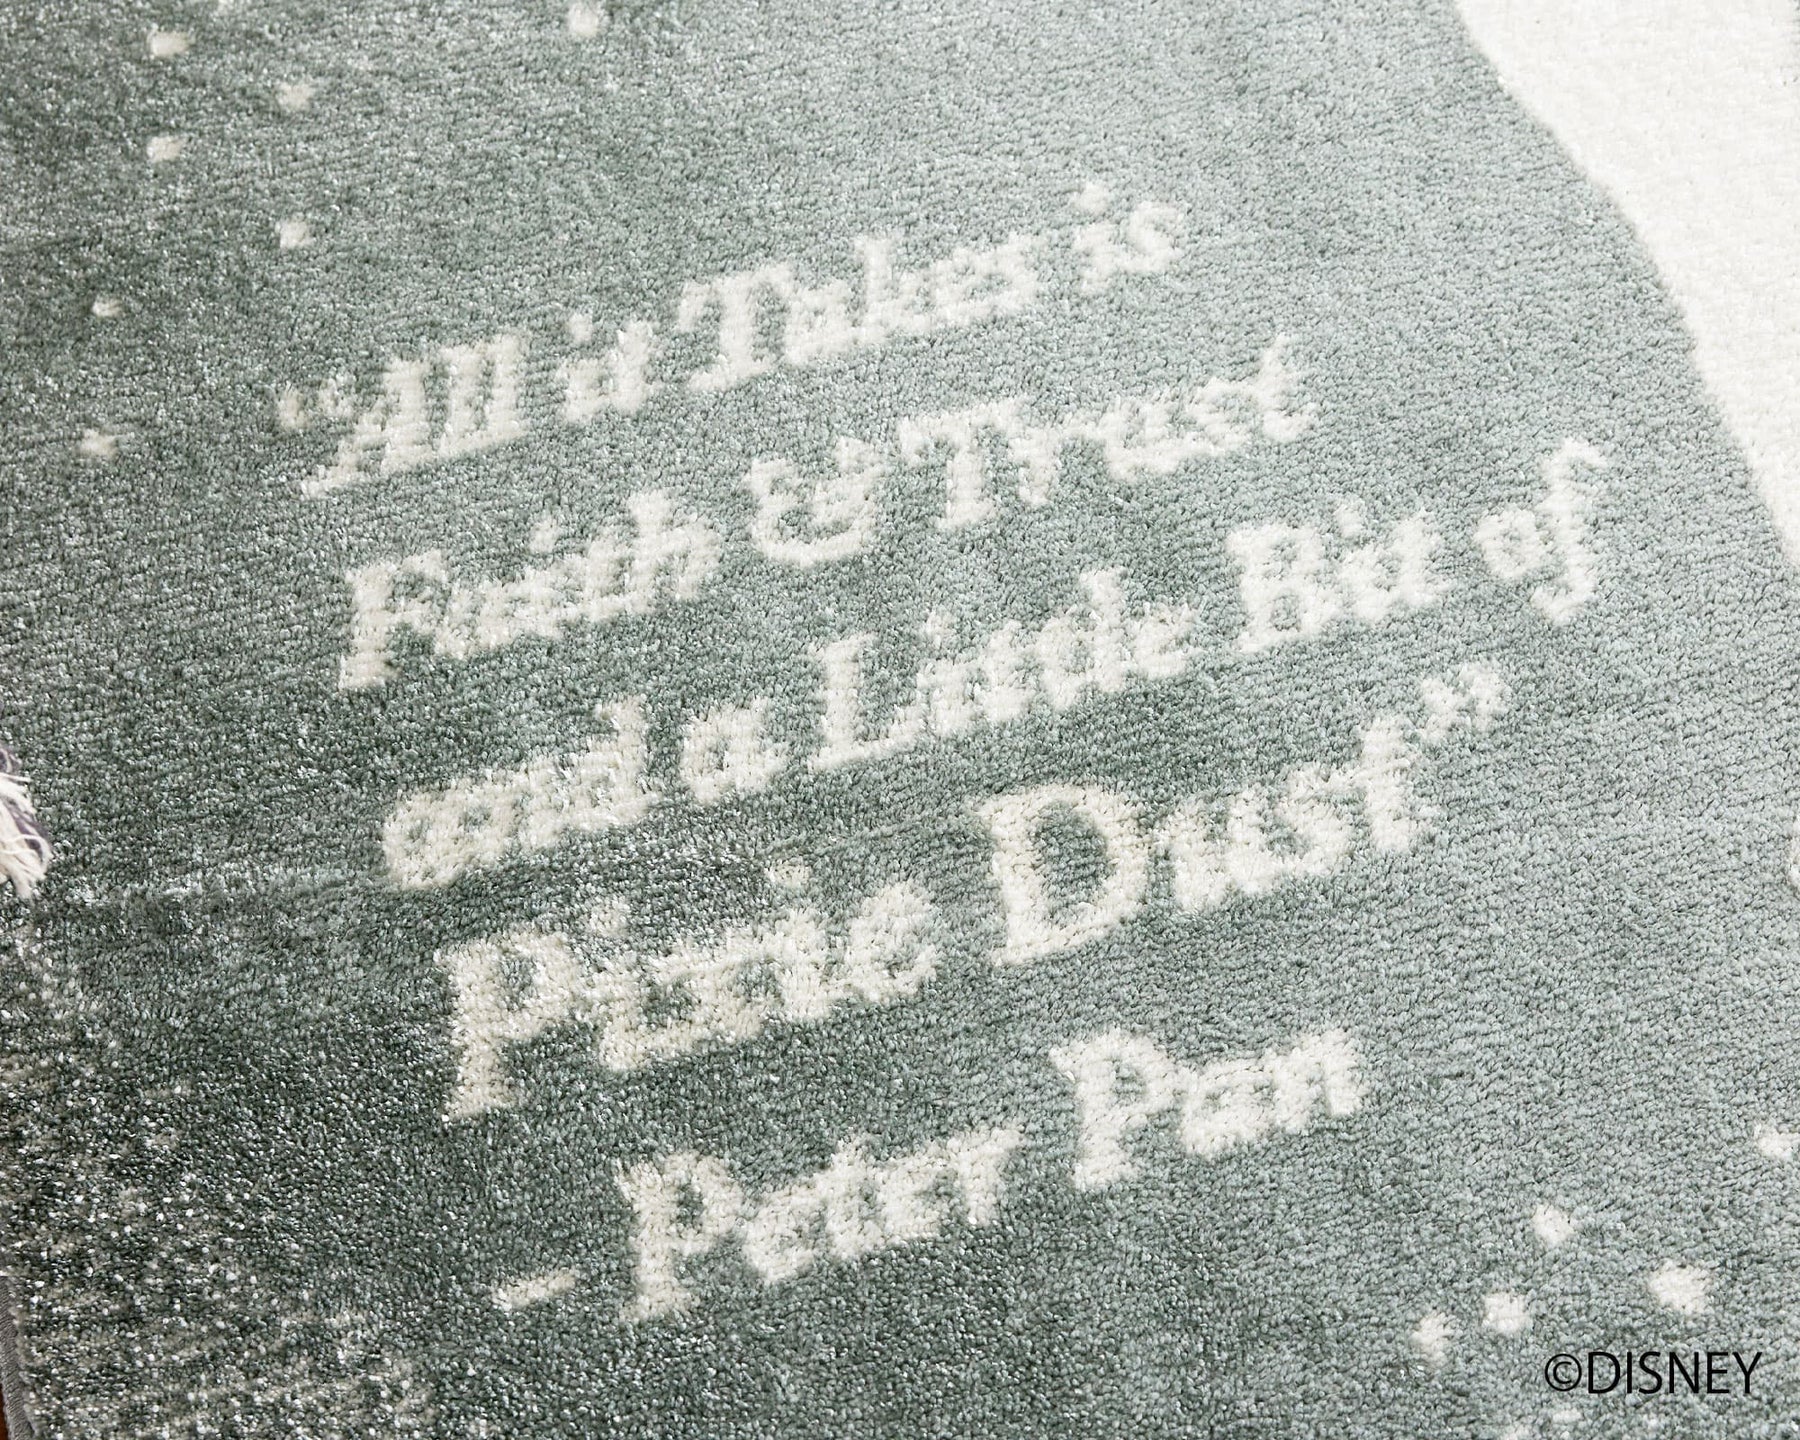 “All it Takes is
Faith & Trust
and a Little Bit of
Pixie Dust”
– Peter Pan
©DISNEY